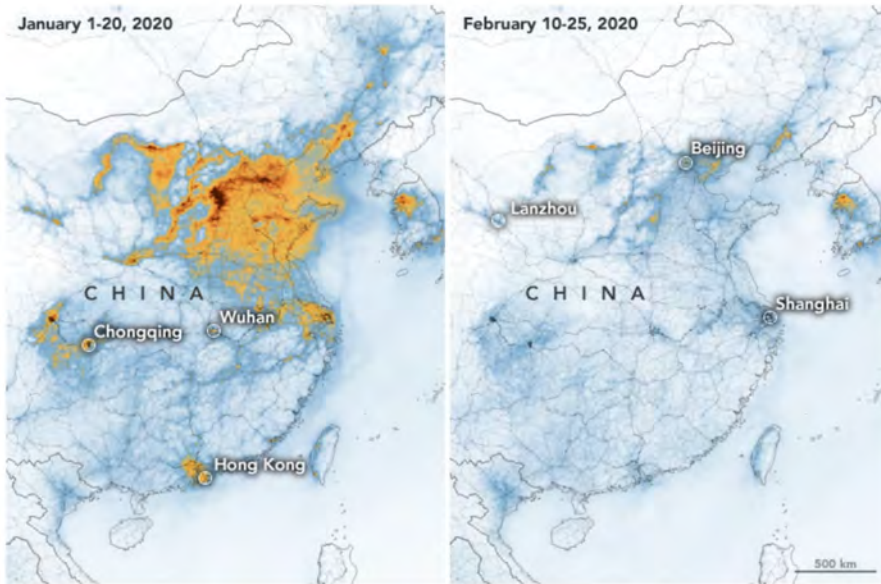 January 1-20, 2020
CHINA
Wuhan
Chongqing
Hong Kong
February 10-25, 2020
Beijing
Lanzhou
CHINA
Shanghai
500 km